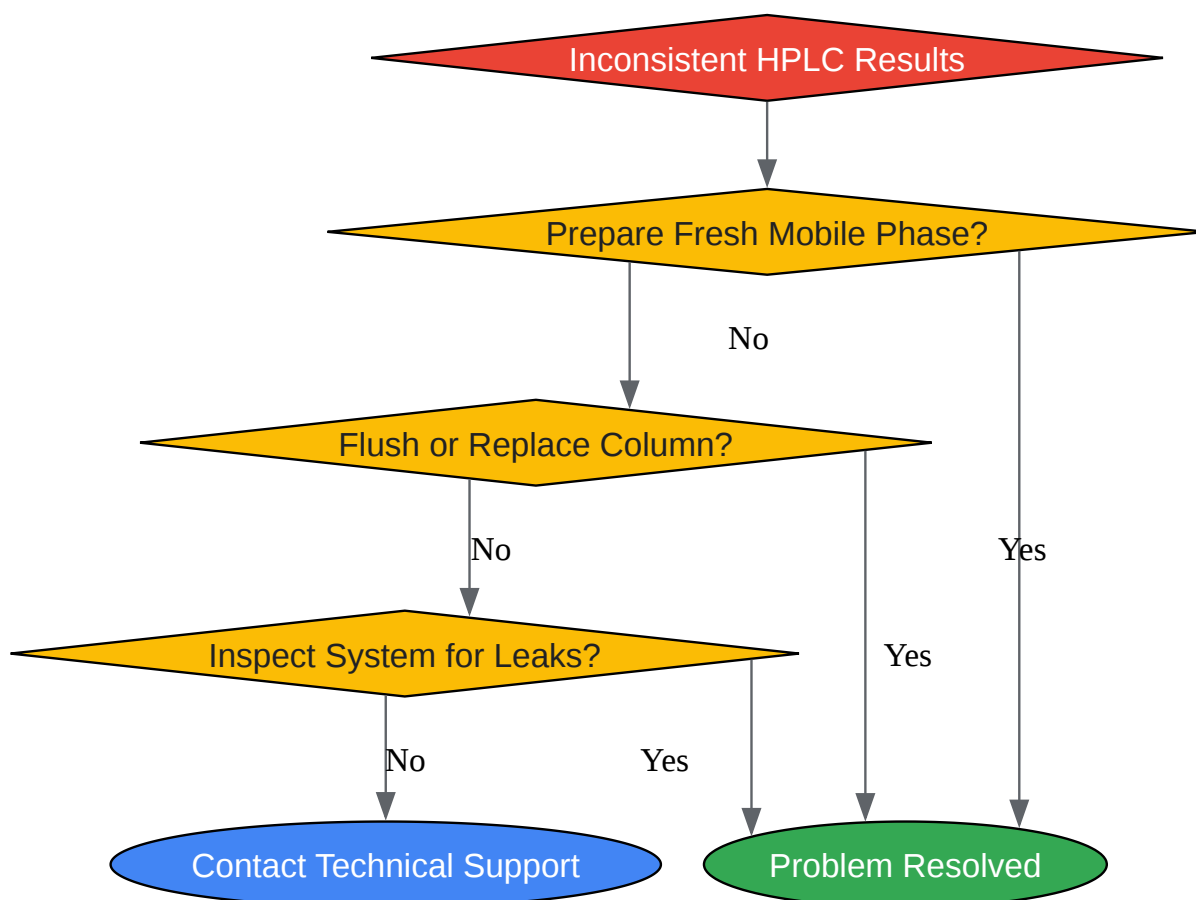 Inconsistent HPLC Results
Prepare Fresh Mobile Phase?
No
Flush or Replace Column?
No
Yes
Inspect System for Leaks?
Yes
No
Yes
Contact Technical Support
Problem Resolved